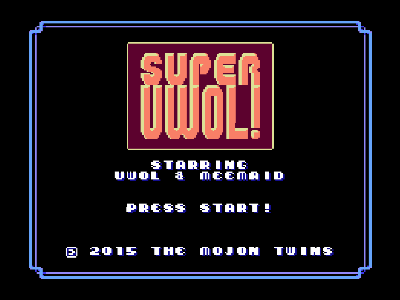 SUPER
UWOL!
STARRING
UWOL & MEEMAID
PRESS START!
© 2015 THE MOJON TWINS